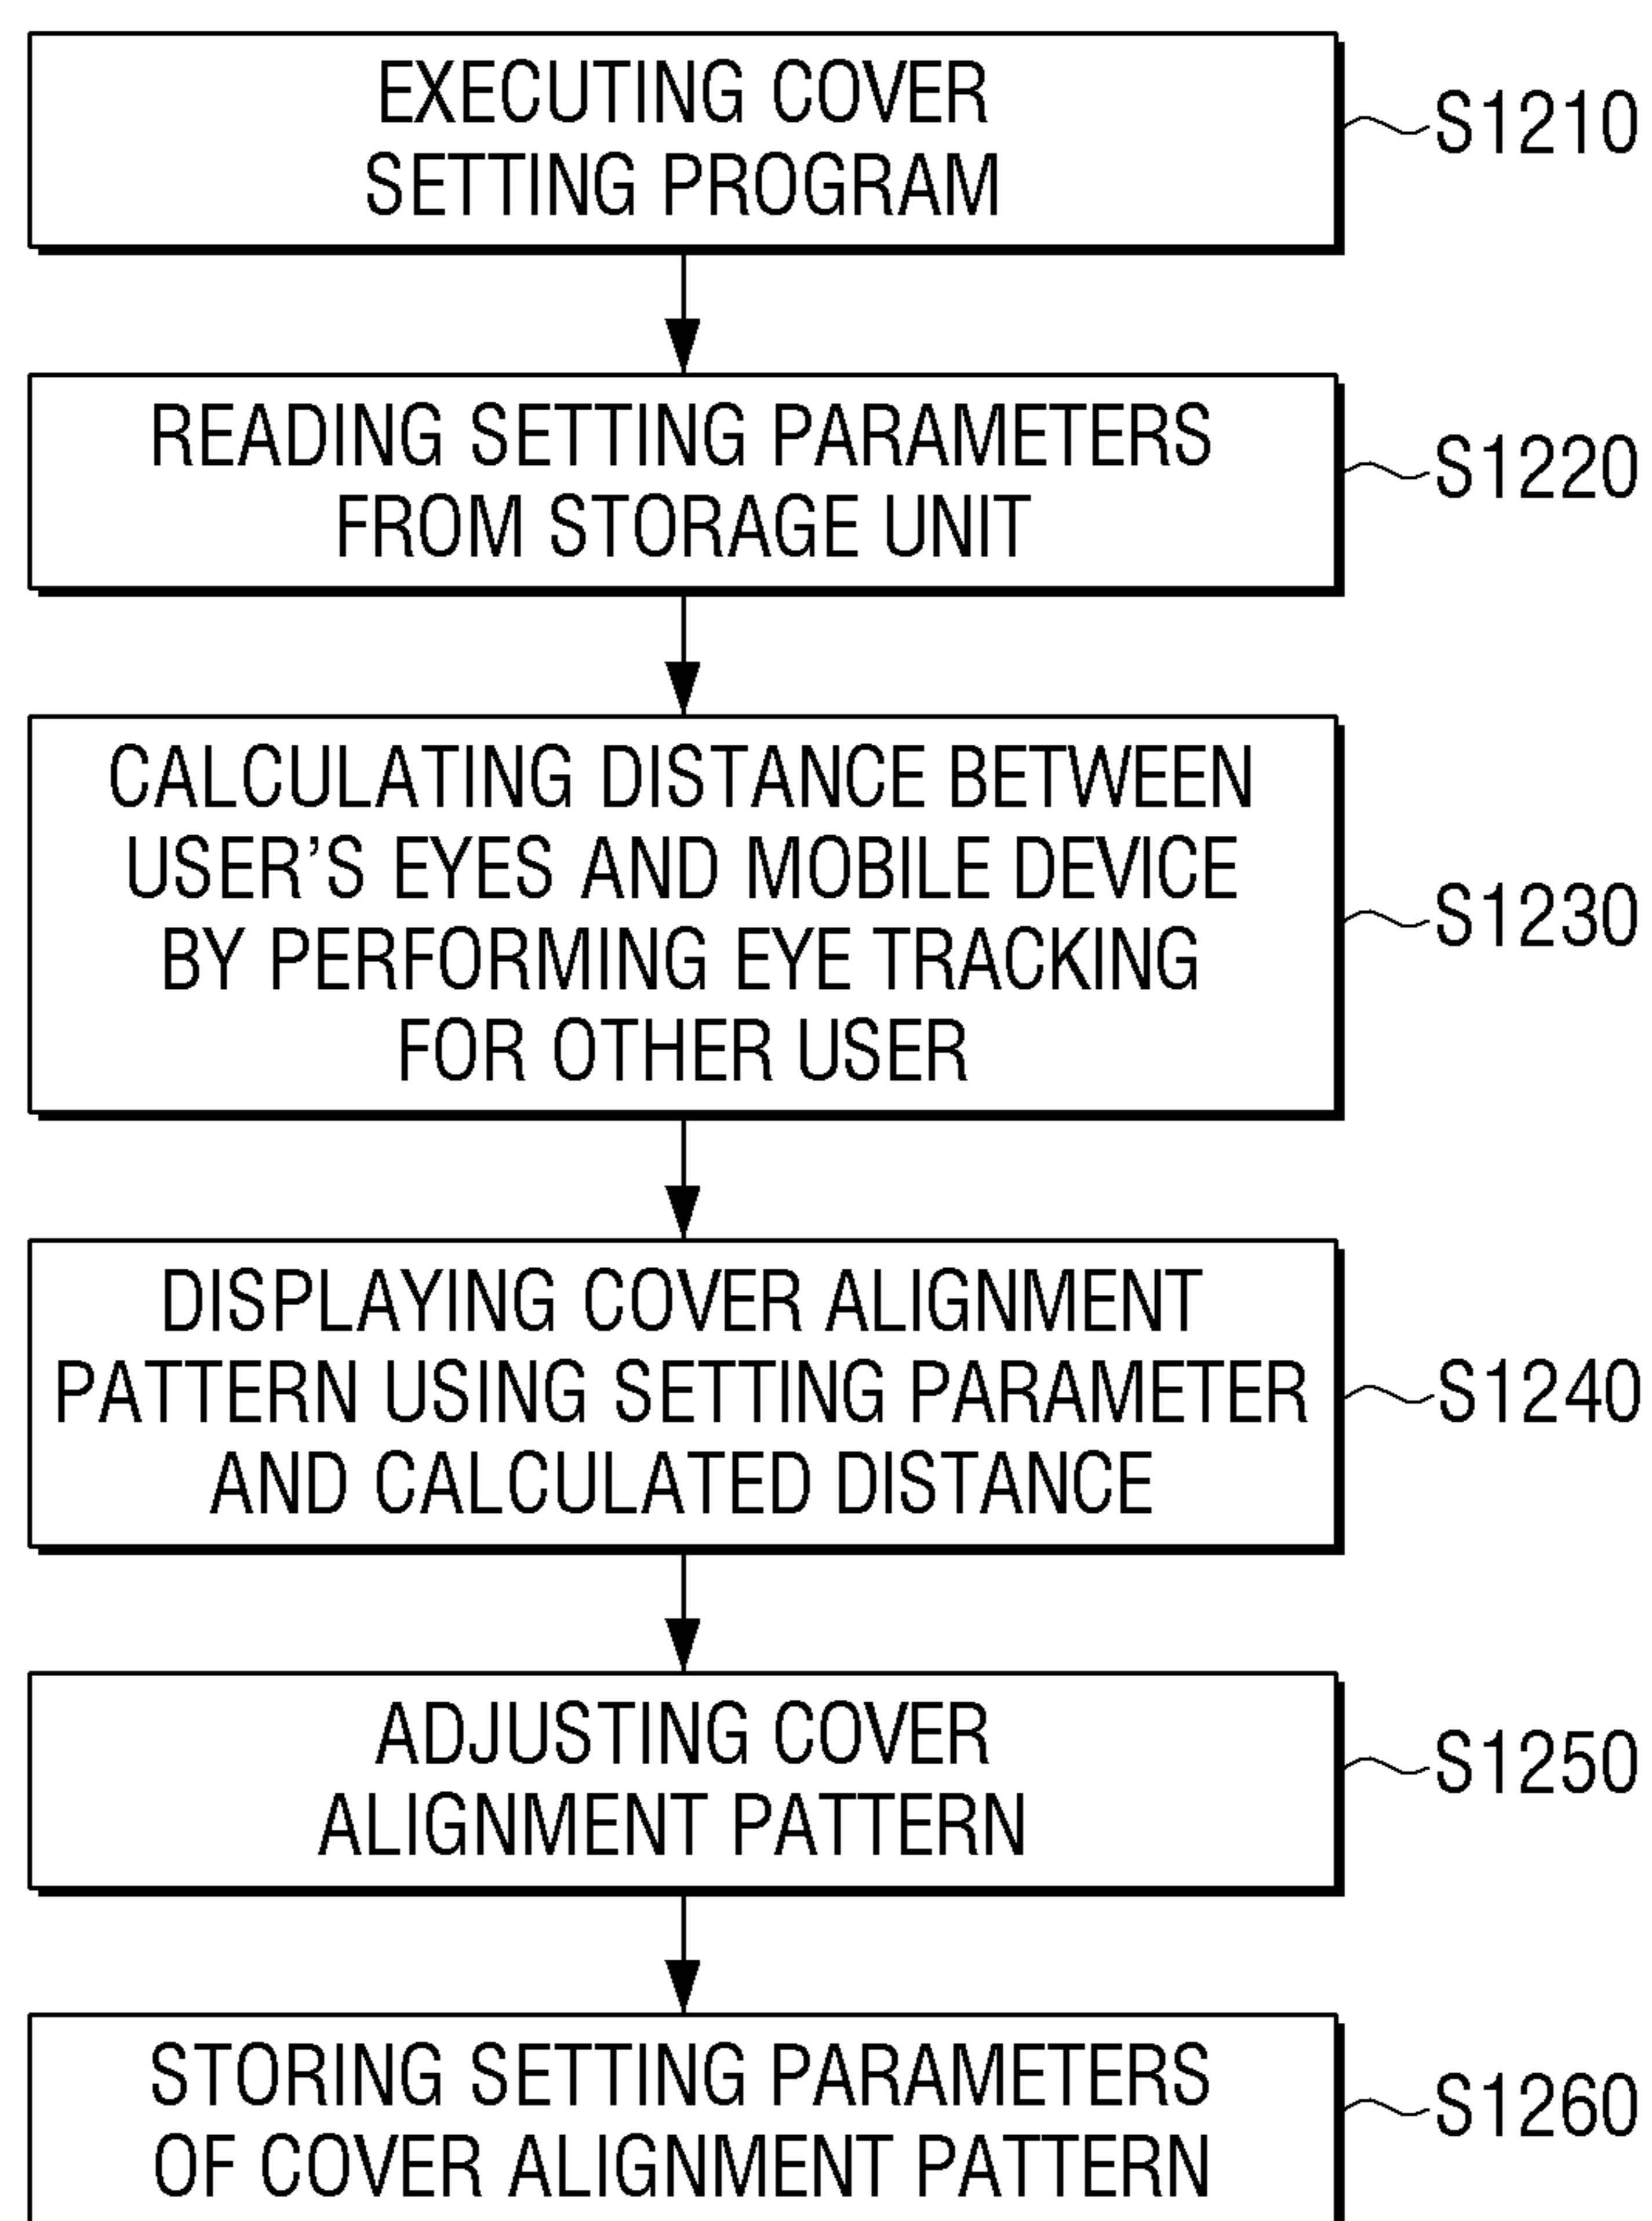 EXECUTING COVER
SETTING PROGRAM
S1210
READING SETTING PARAMETERS
FROM STORAGE UNIT
S1220
CALCULATING DISTANCE BETWEEN
USER'S EYES AND MOBILE DEVICE
BY PERFORMING EYE TRACKING
FOR OTHER USER
S1230
DISPLAYING COVER ALIGNMENT
PATTERN USING SETTING PARAMETER
AND CALCULATED DISTANCE
S1240
ADJUSTING COVER
ALIGNMENT PATTERN
S1250
STORING SETTING PARAMETERS
OF COVER ALIGNMENT PATTERN
S1260